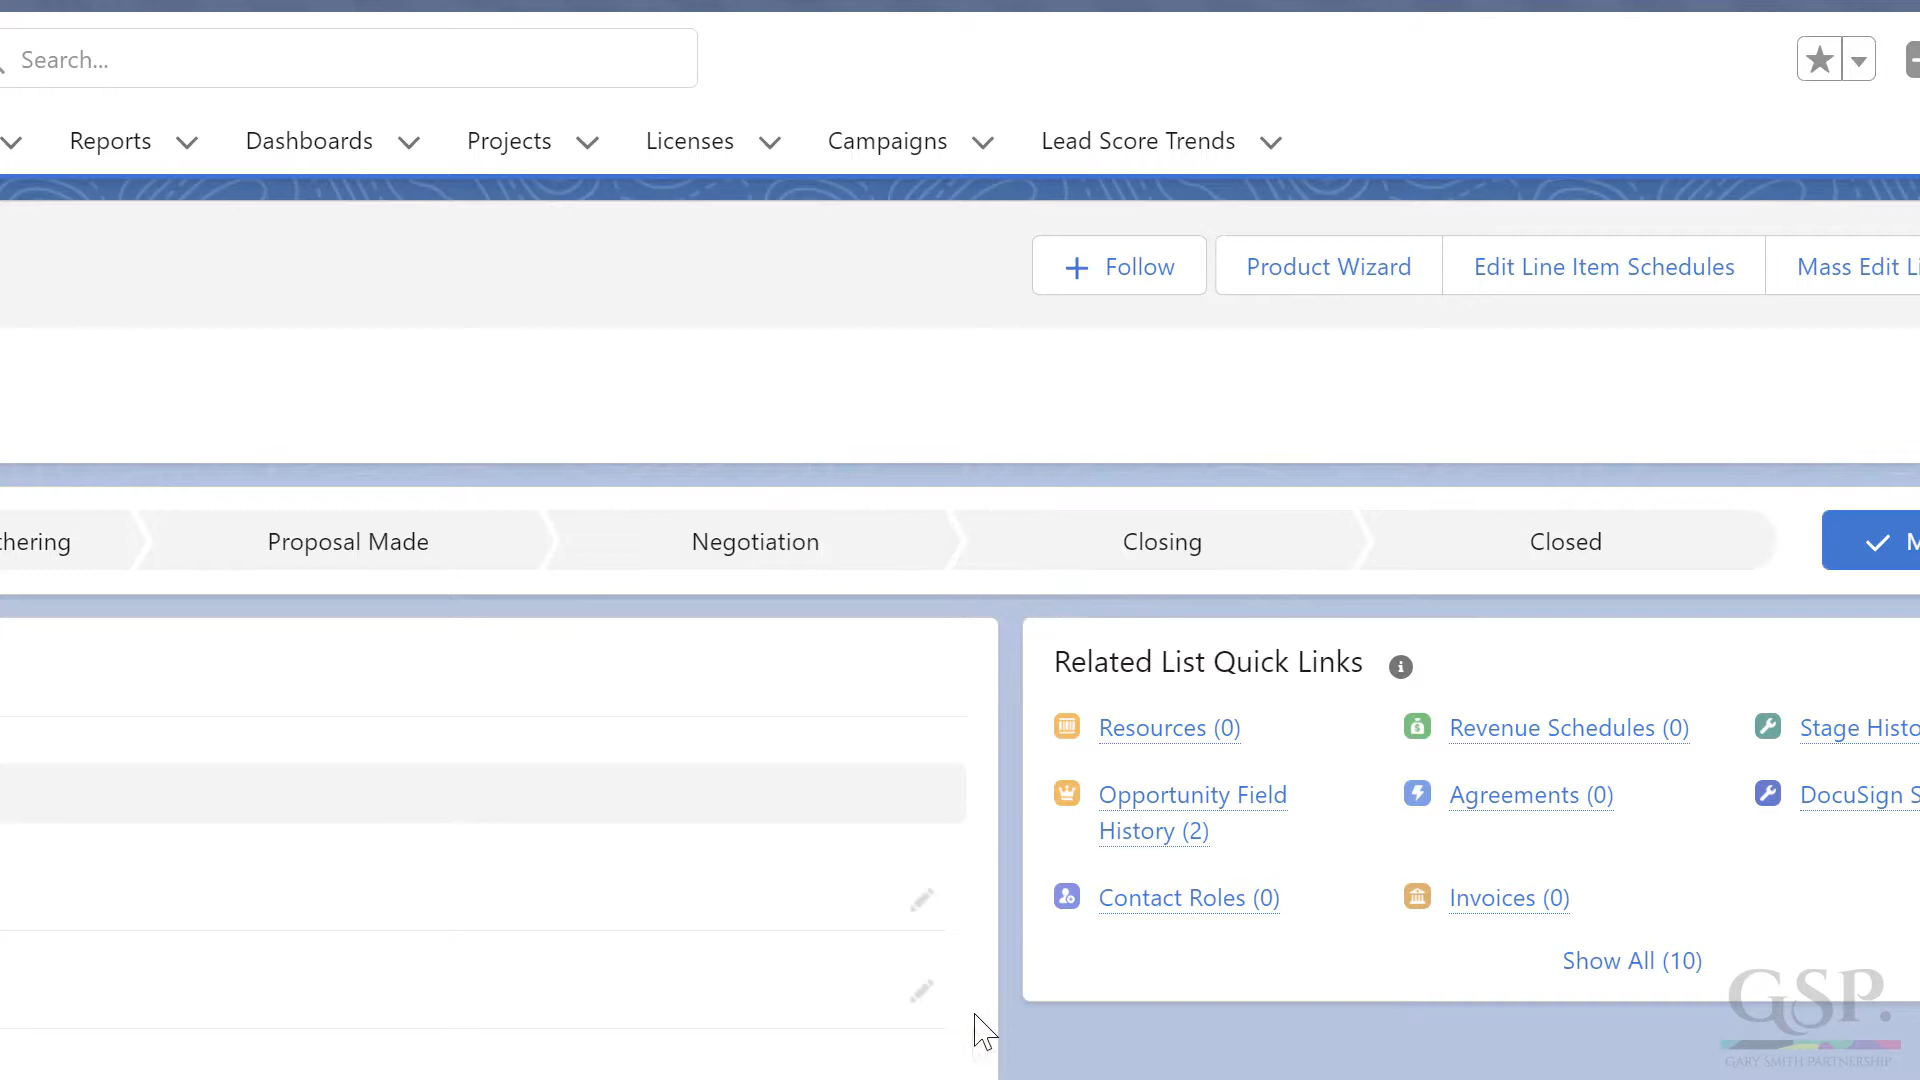 Search...
Reports Dashboards Projects Licenses Campaigns Lead Score Trends
Follow Product Wizard Edit Line Item Schedules Mass Edit Li
thering Proposal Made Negotiation Closing Closed M
Related List Quick Links
Resources (0) Revenue Schedules (0) Stage Histo
Opportunity Field History (2) Agreements (0) DocuSign S
Contact Roles (0) Invoices (0)
Show All (10)
GSP.
GARY SMITH PARTNERSHIP